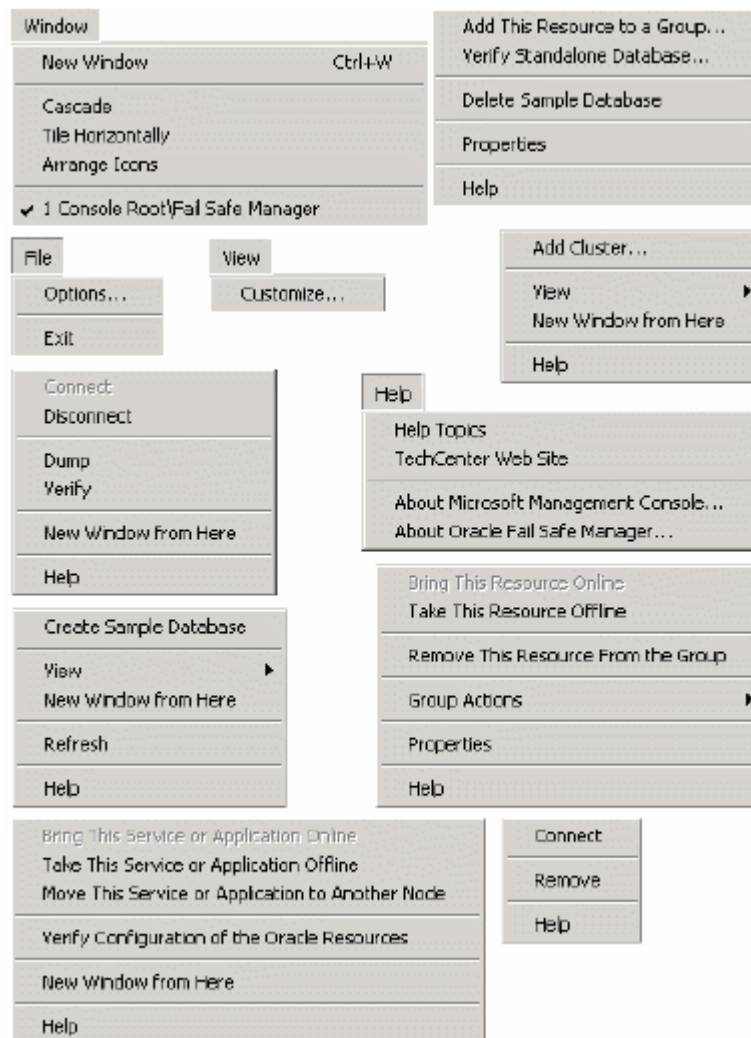 Window
New Window Ctrl+W
Cascade
Tile Horizontally
Arrange Icons
1 Console Root\Fail Safe Manager
Add This Resource to a Group...
Verify Standalone Database...
Delete Sample Database
Properties
Help
File
Options...
Exit
View
Customize...
Add Cluster...
View
New Window from Here
Help
Connect
Disconnect
Dump
Verify
New Window from Here
Help
Help
Help Topics
TechCenter Web Site
About Microsoft Management Console...
About Oracle Fail Safe Manager...
Create Sample Database
View
New Window from Here
Refresh
Help
Bring This Resource Online
Take This Resource Offline
Remove This Resource From the Group
Group Actions
Properties
Help
Bring This Service or Application Online
Take This Service or Application Offline
Move This Service or Application to Another Node
Verify Configuration of the Oracle Resources
New Window from Here
Help
Connect
Remove
Help